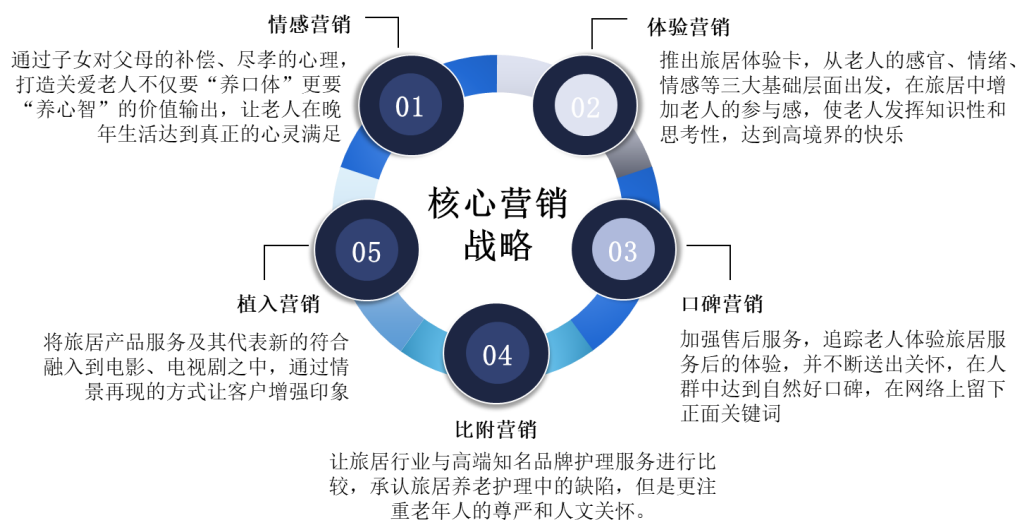 情感营销
通过子女对父母的补偿、尽孝的心理，
打造关爱老人不仅要“养口体”更要
“养心智”的价值输出，让老人在晚
年生活达到真正的心灵满足
01
体验营销
推出旅居体验卡，从老人的感官、情绪、
情感等三大基础层面出发，在旅居中增
加老人的参与感，使老人发挥知识性和
思考性，达到高境界的快乐
02
核心营销
战略
03
口碑营销
加强售后服务，追踪老人体验旅居服
务后的体验，并不断送出关怀，在人
群中达到自然好口碑，在网络上留下
正面关键词
04
比附营销
让旅居行业与高端知名品牌护理服务进行比
较，承认旅居养老护理中的缺陷，但是更注
重老年人的尊严和人文关怀。
05
植入营销
将旅居产品服务及其代表新的符合
融入到电影、电视剧之中，通过情
景再现的方式让客户增强印象